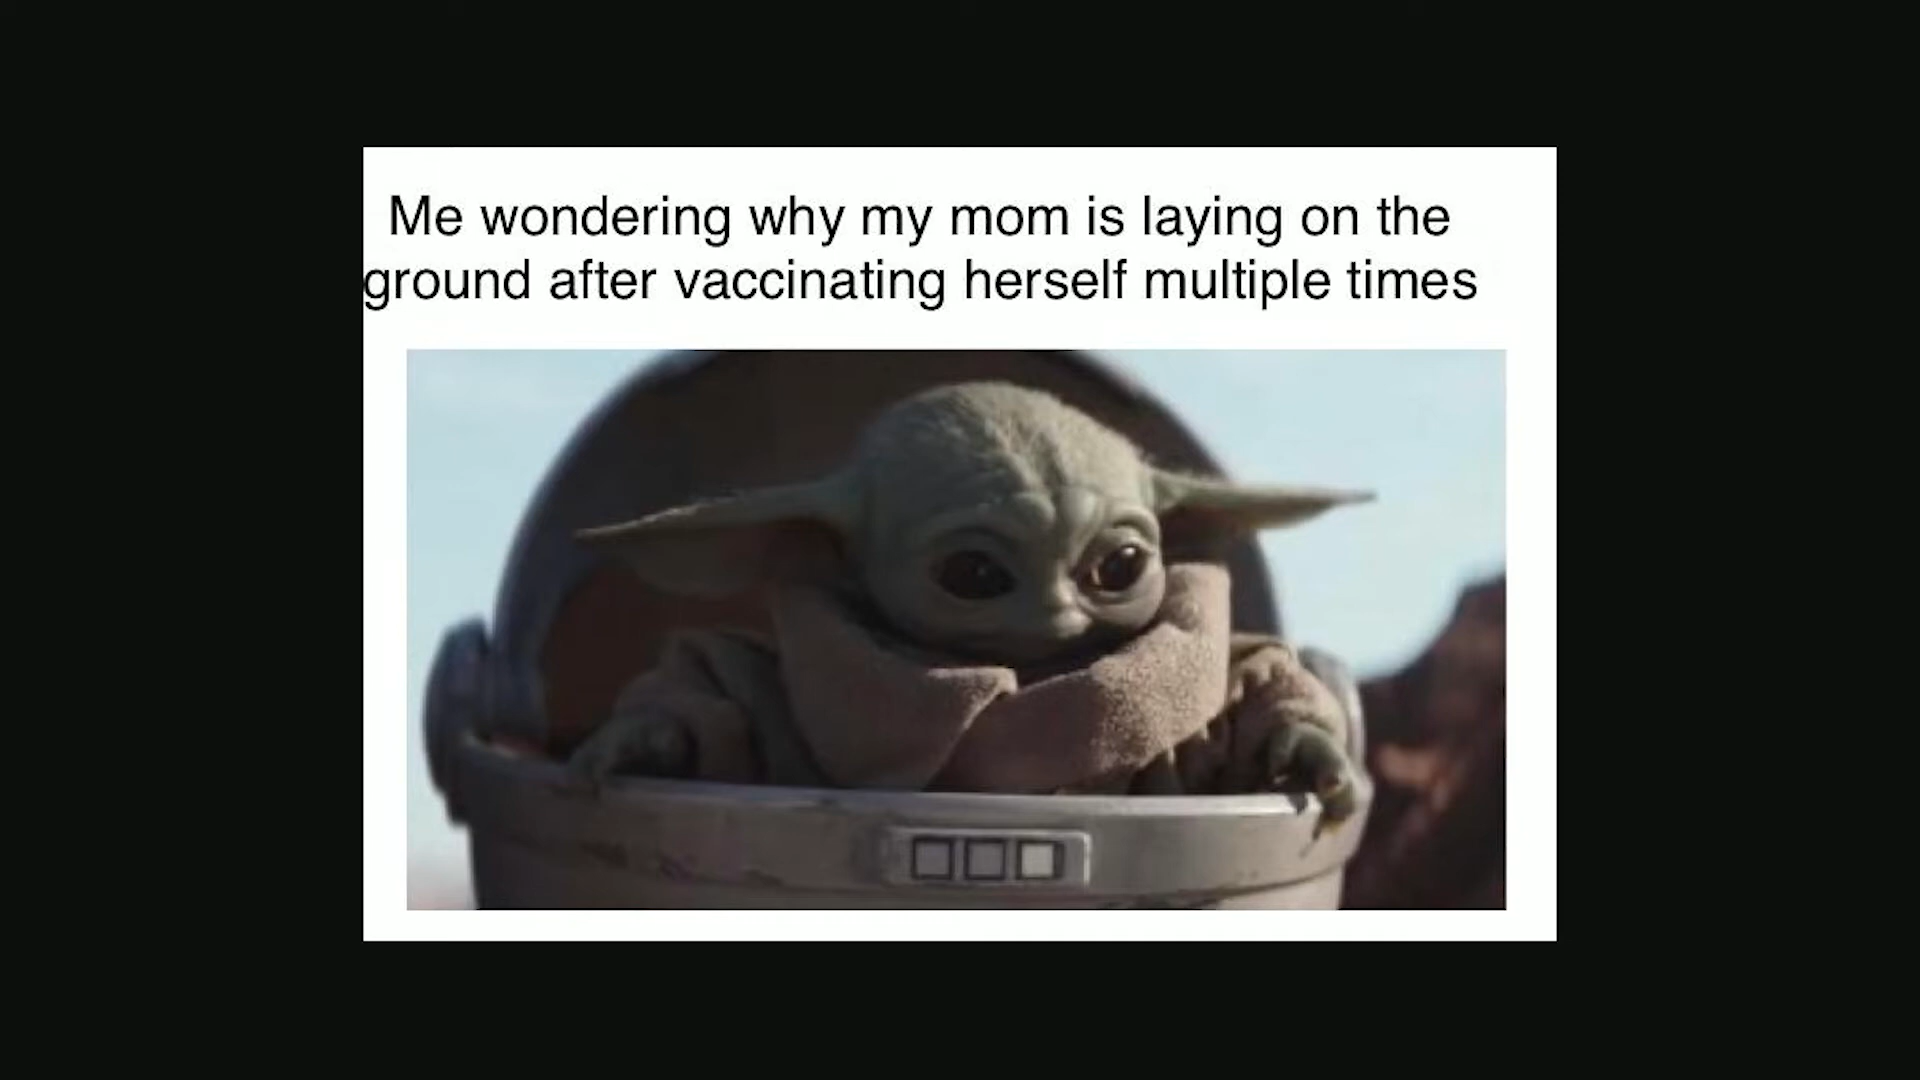 Me wondering why my mom is laying on the
ground after vaccinating herself multiple times